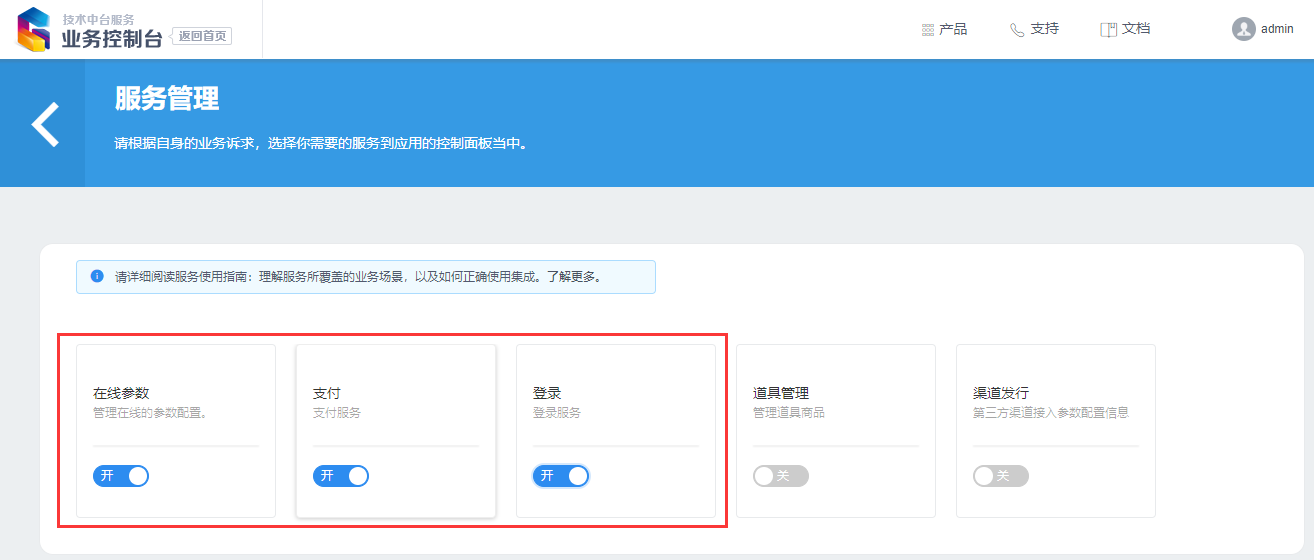 技术中台服务
业务控制台
返回首页
产品
支持
文档
admin
服务管理
请根据自身的业务诉求，选择你需要的服务到应用的控制面板当中。
请详细阅读服务使用指南：理解服务所覆盖的业务场景，以及如何正确使用集成。了解更多。
在线参数
管理在线的参数配置。
开
支付
支付服务
开
登录
登录服务
开
道具管理
管理道具商品
关
渠道发行
第三方渠道接入参数配置信息
关